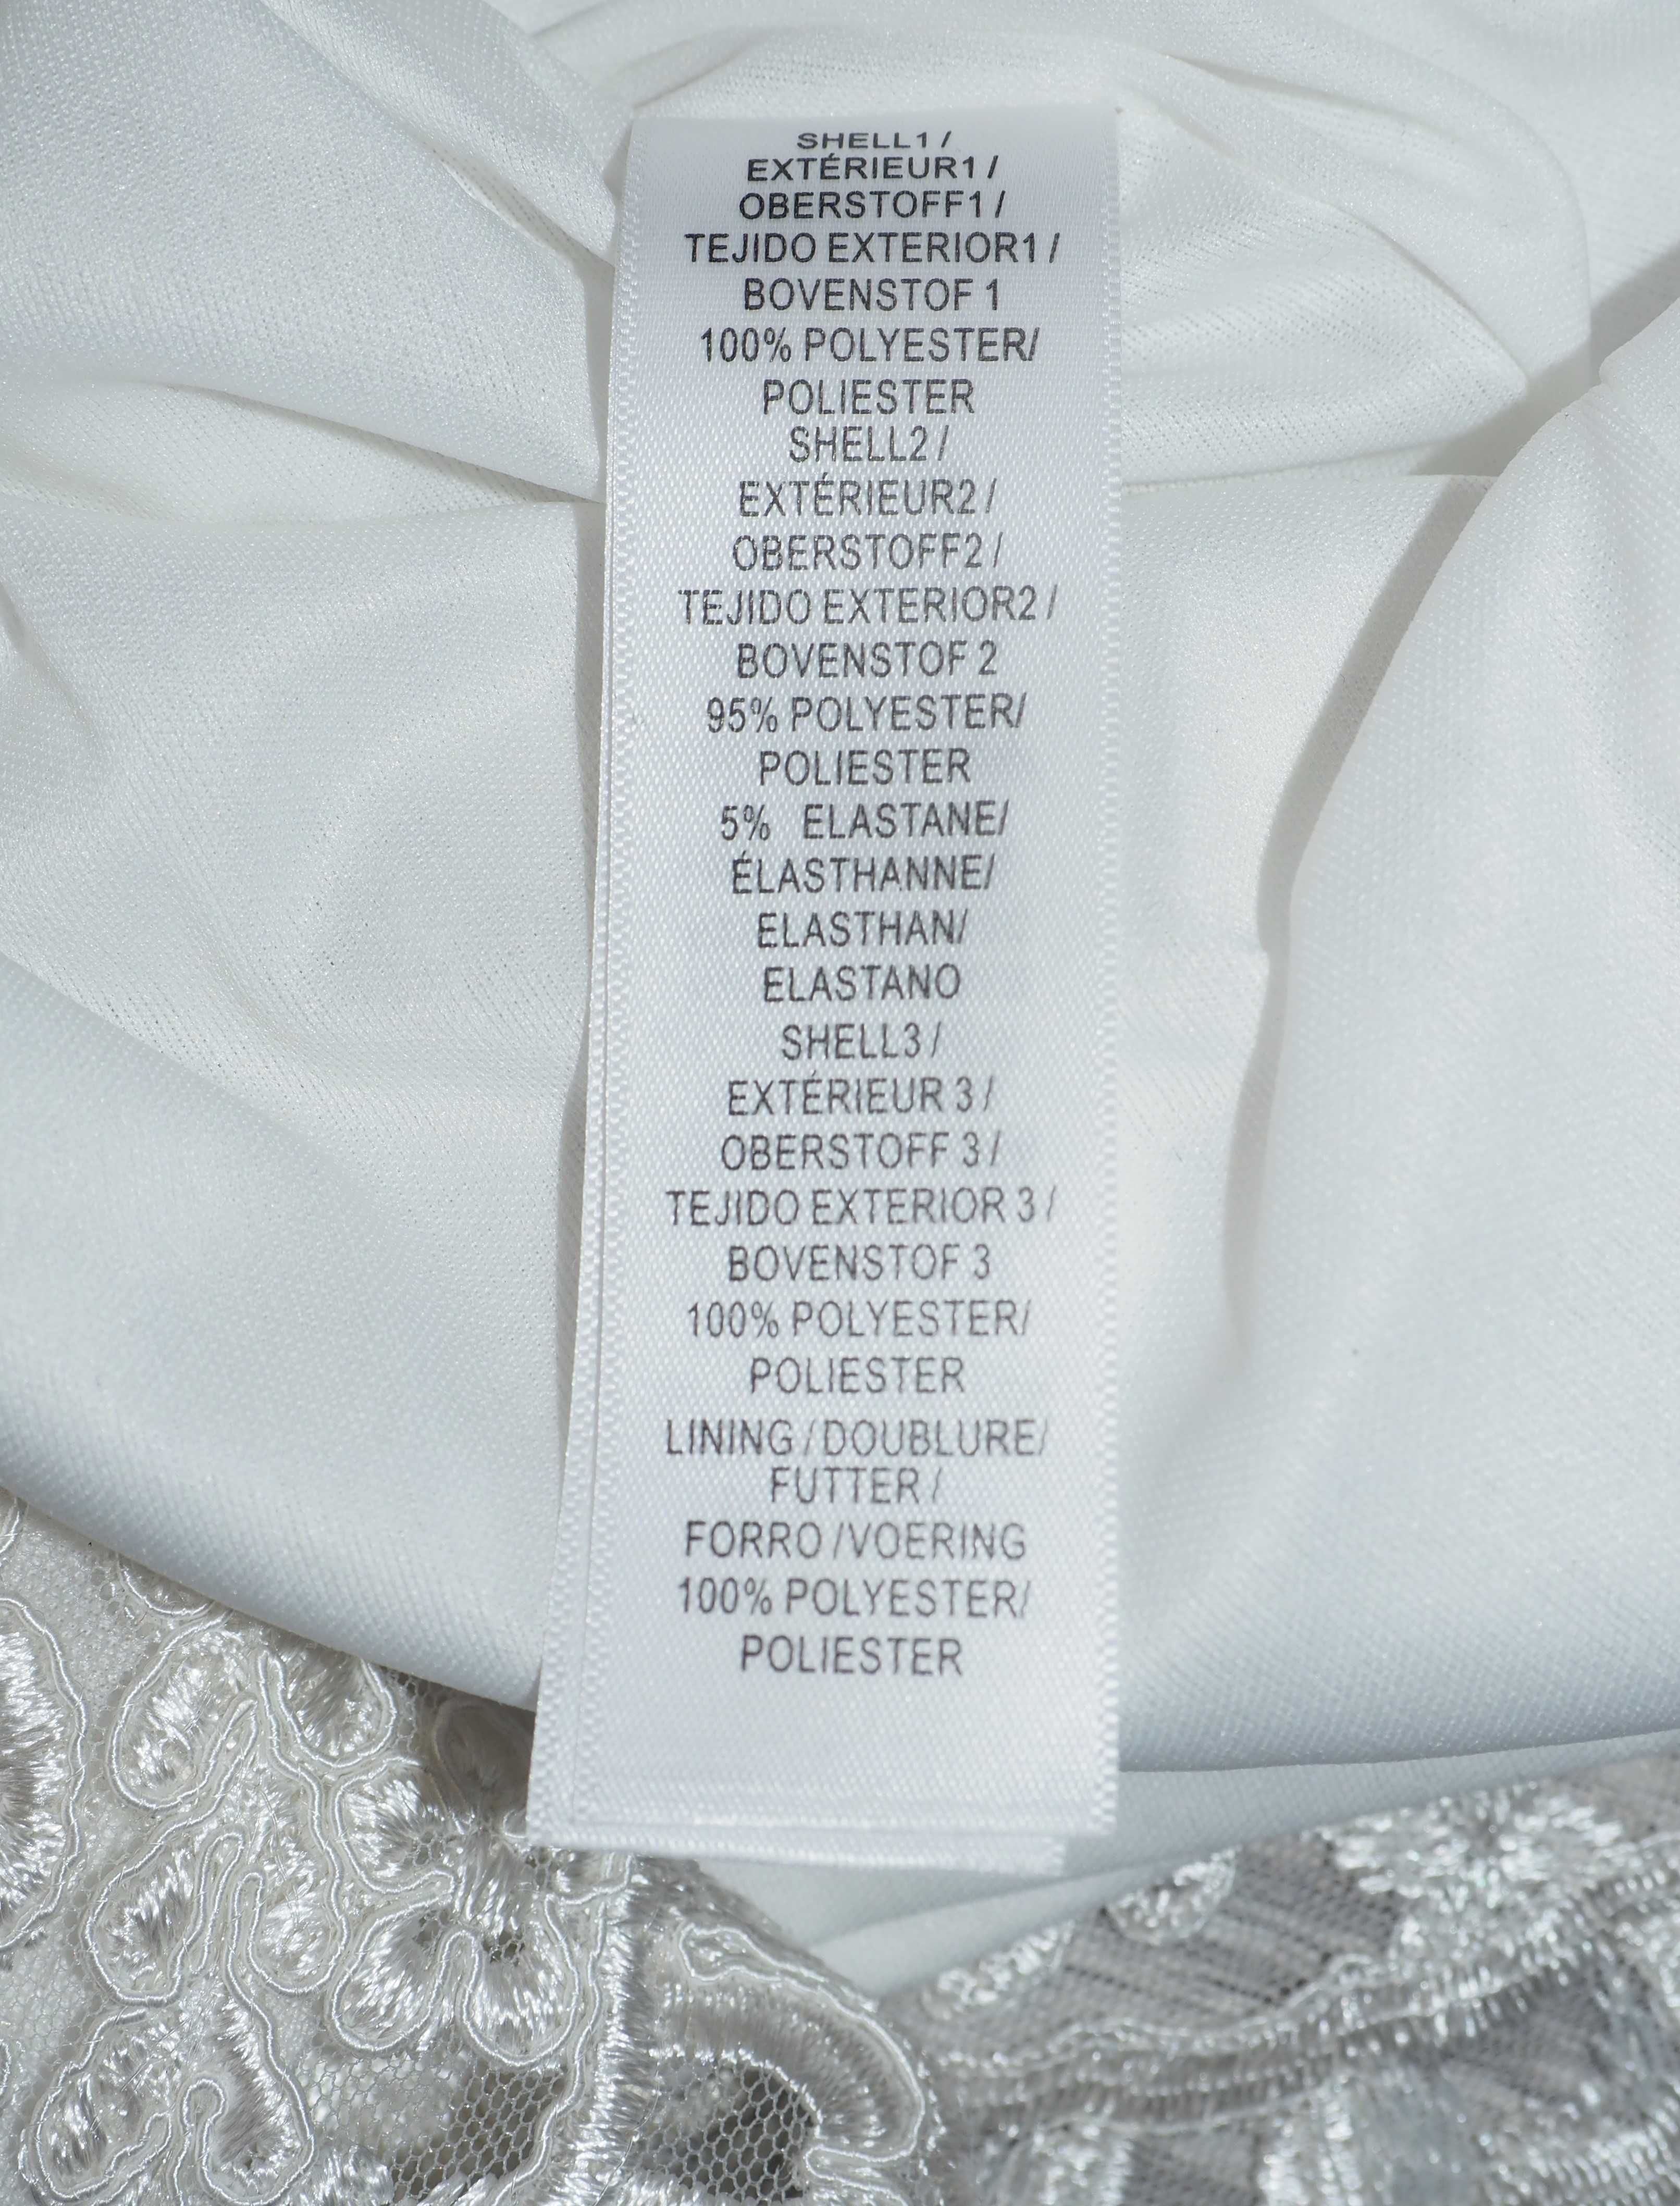 SHELL1 /
EXTÉRIEUR1 /
OBERSTOFF1 /
TEJIDO EXTERIOR1 /
BOVENSTOF 1
100% POLYESTER/
POLIESTER
SHELL2 /
EXTÉRIEUR2 /
OBERSTOFF2 /
TEJIDO EXTERIOR2 /
BOVENSTOF 2
95% POLYESTER/
POLIESTER
5% ELASTANE/
ÉLASTHANNE/
ELASTHAN/
ELASTANO
SHELL3 /
EXTÉRIEUR 3 /
OBERSTOFF 3 /
TEJIDO EXTERIOR 3 /
BOVENSTOF 3
100% POLYESTER/
POLIESTER
LINING / DOUBLURE/
FUTTER /
FORRO /VOERING
100% POLYESTER/
POLIESTER